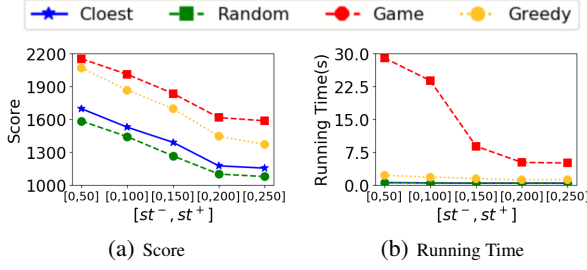 Cloest Random Game Greedy
2200
1900
1600
1300
1000
Score
[0,50] [0,100] [0,150] [0,200] [0,250]
[st⁻, st⁺]
(a) Score
30.0
22.5
15.0
7.5
0.0
Running Time(s)
[0,50] [0,100] [0,150] [0,200] [0,250]
[st⁻, st⁺]
(b) Running Time